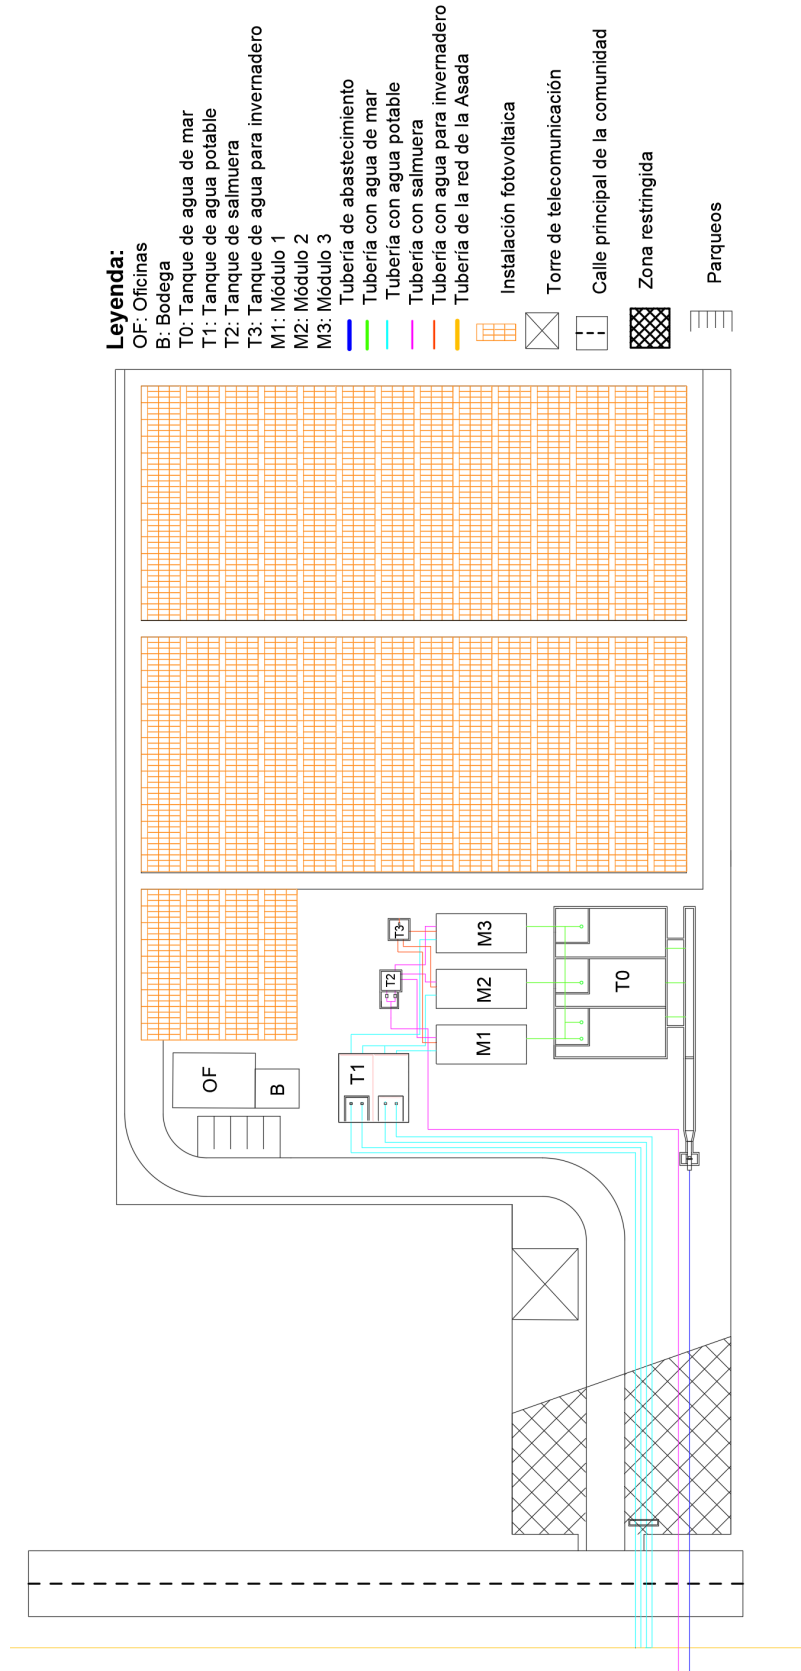 Leyenda:
OF: Oficinas
B: Bodega
T0: Tanque de agua de mar
T1: Tanque de agua potable
T2: Tanque de salmuera
T3: Tanque de agua para invernadero
M1: Módulo 1
M2: Módulo 2
M3: Módulo 3
Tubería de abastecimiento
Tubería con agua de mar
Tubería con agua potable
Tubería con salmuera
Tubería con agua para invernadero
Tubería de la red de la Asada
Instalación fotovoltaica
Torre de telecomunicación
Calle principal de la comunidad
Zona restringida
Parqueos
OF
B
T1
T2
T3
M1
M2
M3
T0